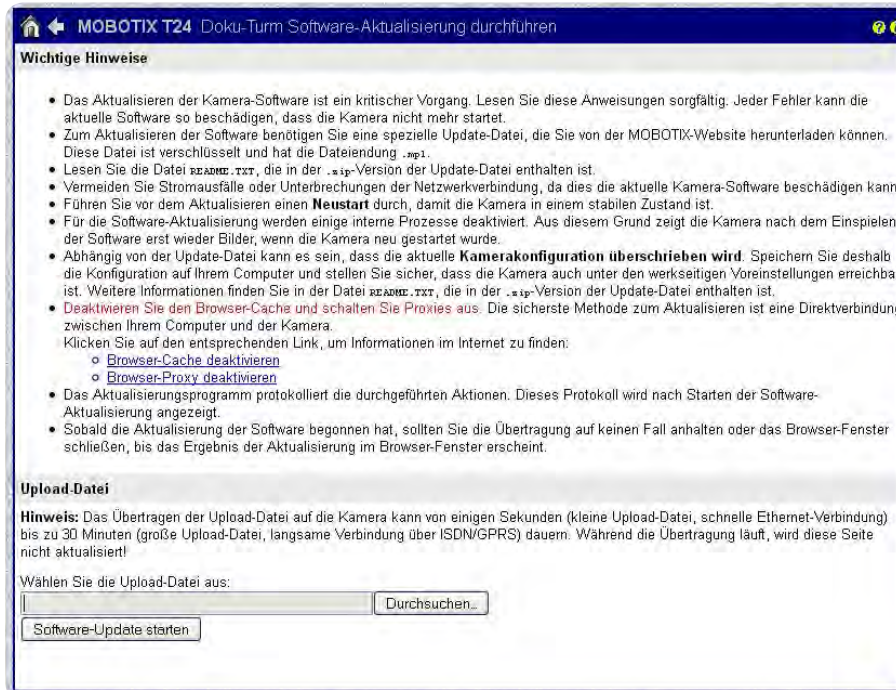 MOBOTIX T24 Doku-Turm Software-Aktualisierung durchführen
Wichtige Hinweise
Das Aktualisieren der Kamera-Software ist ein kritischer Vorgang. Lesen Sie diese Anweisungen sorgfältig. Jeder Fehler kann die
aktuelle Software so beschädigen, dass die Kamera nicht mehr startet.
Zum Aktualisieren der Software benötigen Sie eine spezielle Update-Datei, die Sie von der MOBOTIX-Website herunterladen können.
Diese Datei ist verschlüsselt und hat die Dateiendung .mpl.
Lesen Sie die Datei README.TXT, die in der .zip-Version der Update-Datei enthalten ist.
Vermeiden Sie Stromausfälle oder Unterbrechungen der Netzwerkverbindung, da dies die aktuelle Kamera-Software beschädigen kann
Führen Sie vor dem Aktualisieren einen Neustart durch, damit die Kamera in einem stabilen Zustand ist.
Für die Software-Aktualisierung werden einige interne Prozesse deaktiviert. Aus diesem Grund zeigt die Kamera nach dem Einspielen
der Software erst wieder Bilder, wenn die Kamera neu gestartet wurde.
Abhängig von der Update-Datei kann es sein, dass die aktuelle Kamerakonfiguration überschrieben wird. Speichern Sie deshalb
die Konfiguration auf Ihrem Computer und stellen Sie sicher, dass die Kamera auch unter den werkseitigen Voreinstellungen erreichba
ist. Weitere Informationen finden Sie in der Datei README.TXT, die in der .zip-Version der Update-Datei enthalten ist.
Deaktivieren Sie den Browser-Cache und schalten Sie Proxies aus. Die sicherste Methode zum Aktualisieren ist eine Direktverbindung
zwischen Ihrem Computer und der Kamera.
Klicken Sie auf den entsprechenden Link, um Informationen im Internet zu finden:
Browser-Cache deaktivieren
Browser-Proxy deaktivieren
Das Aktualisierungsprogramm protokolliert die durchgeführten Aktionen. Dieses Protokoll wird nach Starten der Software-
Aktualisierung angezeigt.
Sobald die Aktualisierung der Software begonnen hat, sollten Sie die Übertragung auf keinen Fall anhalten oder das Browser-Fenster
schließen, bis das Ergebnis der Aktualisierung im Browser-Fenster erscheint.
Upload-Datei
Hinweis: Das Übertragen der Upload-Datei auf die Kamera kann von einigen Sekunden (kleine Upload-Datei, schnelle Ethernet-Verbindung)
bis zu 30 Minuten (große Upload-Datei, langsame Verbindung über ISDN/GPRS) dauern. Während die Übertragung läuft, wird diese Seite
nicht aktualisiert!
Wählen Sie die Upload-Datei aus:
Durchsuchen...
Software-Update starten